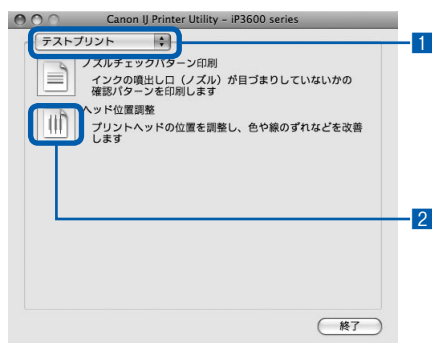 Canon IJ Printer Utility – iP3600 series
テストプリント
1
ノズルチェックパターン印刷
インクの噴出し口（ノズル）が目づまりしていないかの
確認パターンを印刷します
ヘッド位置調整
プリントヘッドの位置を調整し、色や線のずれなどを改善
します
2
終了